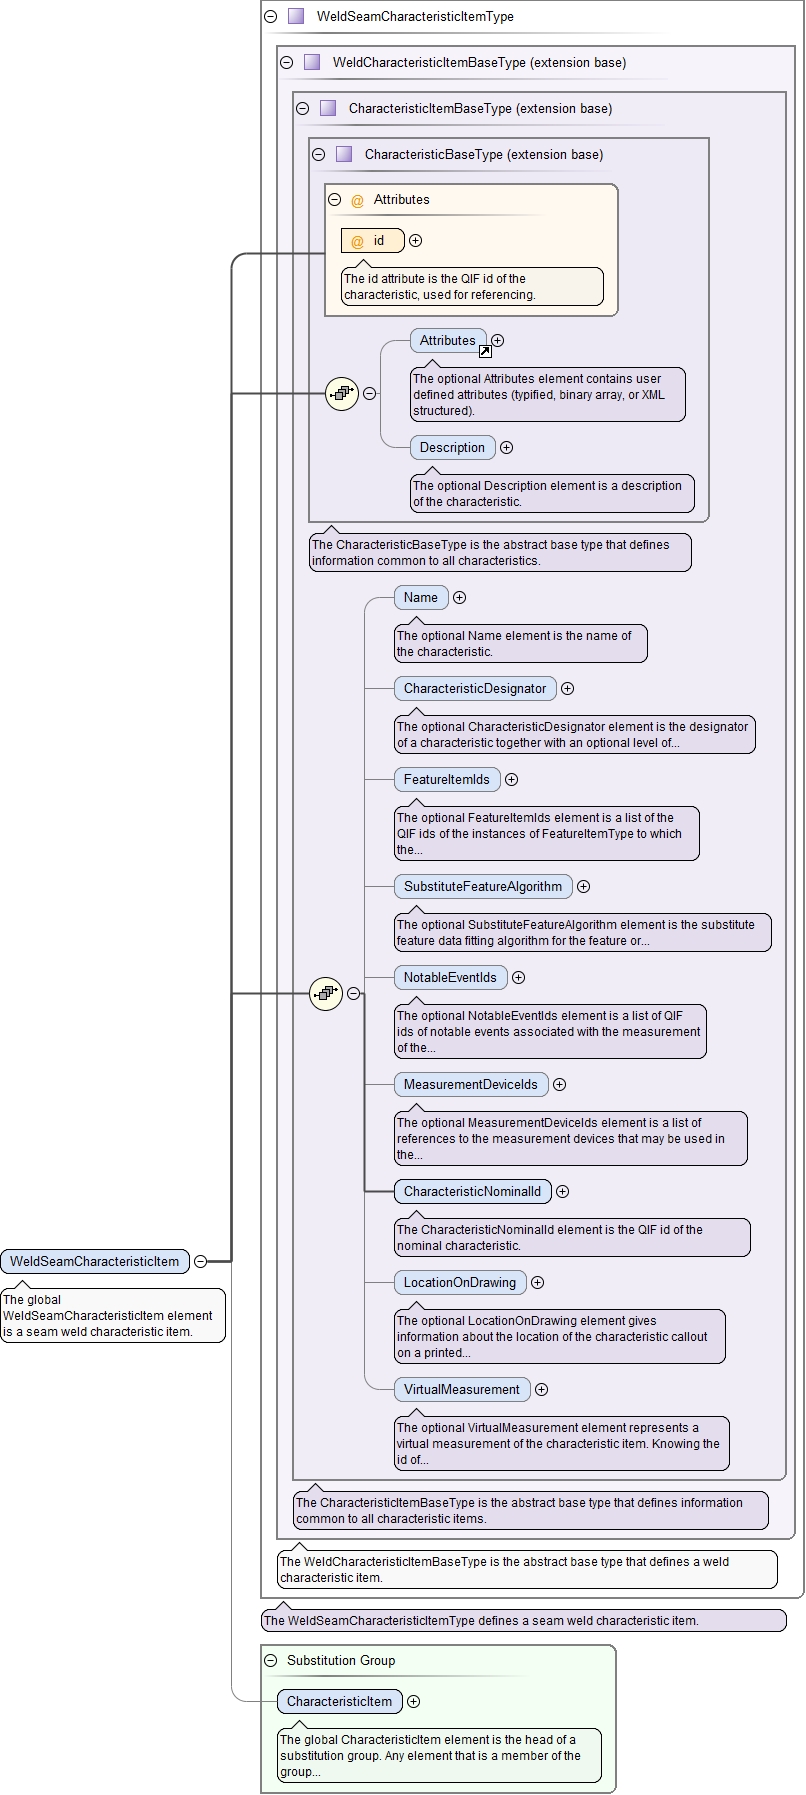 WeldSeamCharacteristicItemType
WeldCharacteristicItemBaseType (extension base)
CharacteristicItemBaseType (extension base)
CharacteristicBaseType (extension base)
@ Attributes
@ id
The id attribute is the QIF id of the
characteristic, used for referencing.
Attributes
The optional Attributes element contains user
defined attributes (typified, binary array, or XML
structured).
Description
The optional Description element is a description
of the characteristic.
The CharacteristicBaseType is the abstract base type that defines
information common to all characteristics.
Name
The optional Name element is the name of
the characteristic.
CharacteristicDesignator
The optional CharacteristicDesignator element is the designator
of a characteristic together with an optional level of...
FeatureItemIds
The optional FeatureItemIds element is a list of the
QIF ids of the instances of FeatureItemType to which
the...
SubstituteFeatureAlgorithm
The optional SubstituteFeatureAlgorithm element is the substitute
feature data fitting algorithm for the feature or...
NotableEventIds
The optional NotableEventIds element is a list of QIF
ids of notable events associated with the measurement
of the...
MeasurementDeviceIds
The optional MeasurementDeviceIds element is a list of
references to the measurement devices that may be used in
the...
CharacteristicNominalId
The CharacteristicNominalId element is the QIF id of the
nominal characteristic.
WeldSeamCharacteristicItem
The global
WeldSeamCharacteristicItem element
is a seam weld characteristic item.
LocationOnDrawing
The optional LocationOnDrawing element gives
information about the location of the characteristic callout
on a printed...
VirtualMeasurement
The optional VirtualMeasurement element represents a
virtual measurement of the characteristic item. Knowing the
id of...
The CharacteristicItemBaseType is the abstract base type that defines information
common to all characteristic items.
The WeldCharacteristicItemBaseType is the abstract base type that defines a weld
characteristic item.
The WeldSeamCharacteristicItemType defines a seam weld characteristic item.
Substitution Group
CharacteristicItem
The global CharacteristicItem element is the head of a
substitution group. Any element that is a member of the
group...